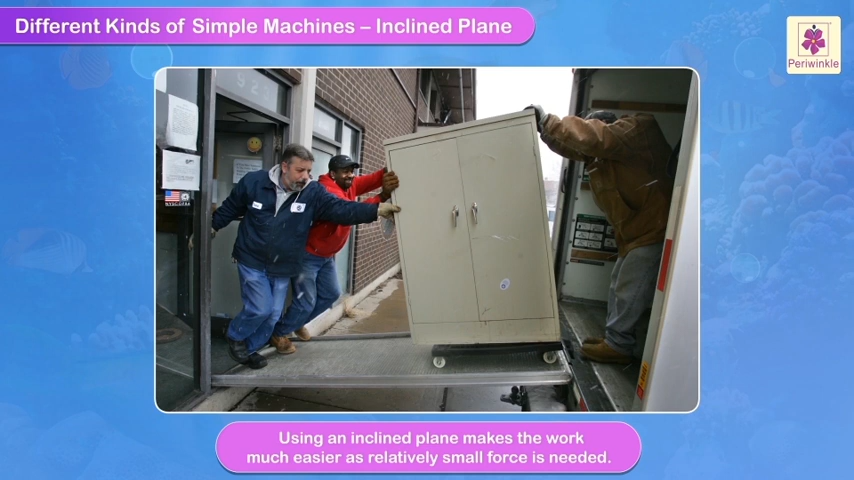 Different Kinds of Simple Machines – Inclined Plane
Periwinkle
923
Using an inclined plane makes the work
much easier as relatively small force is needed.